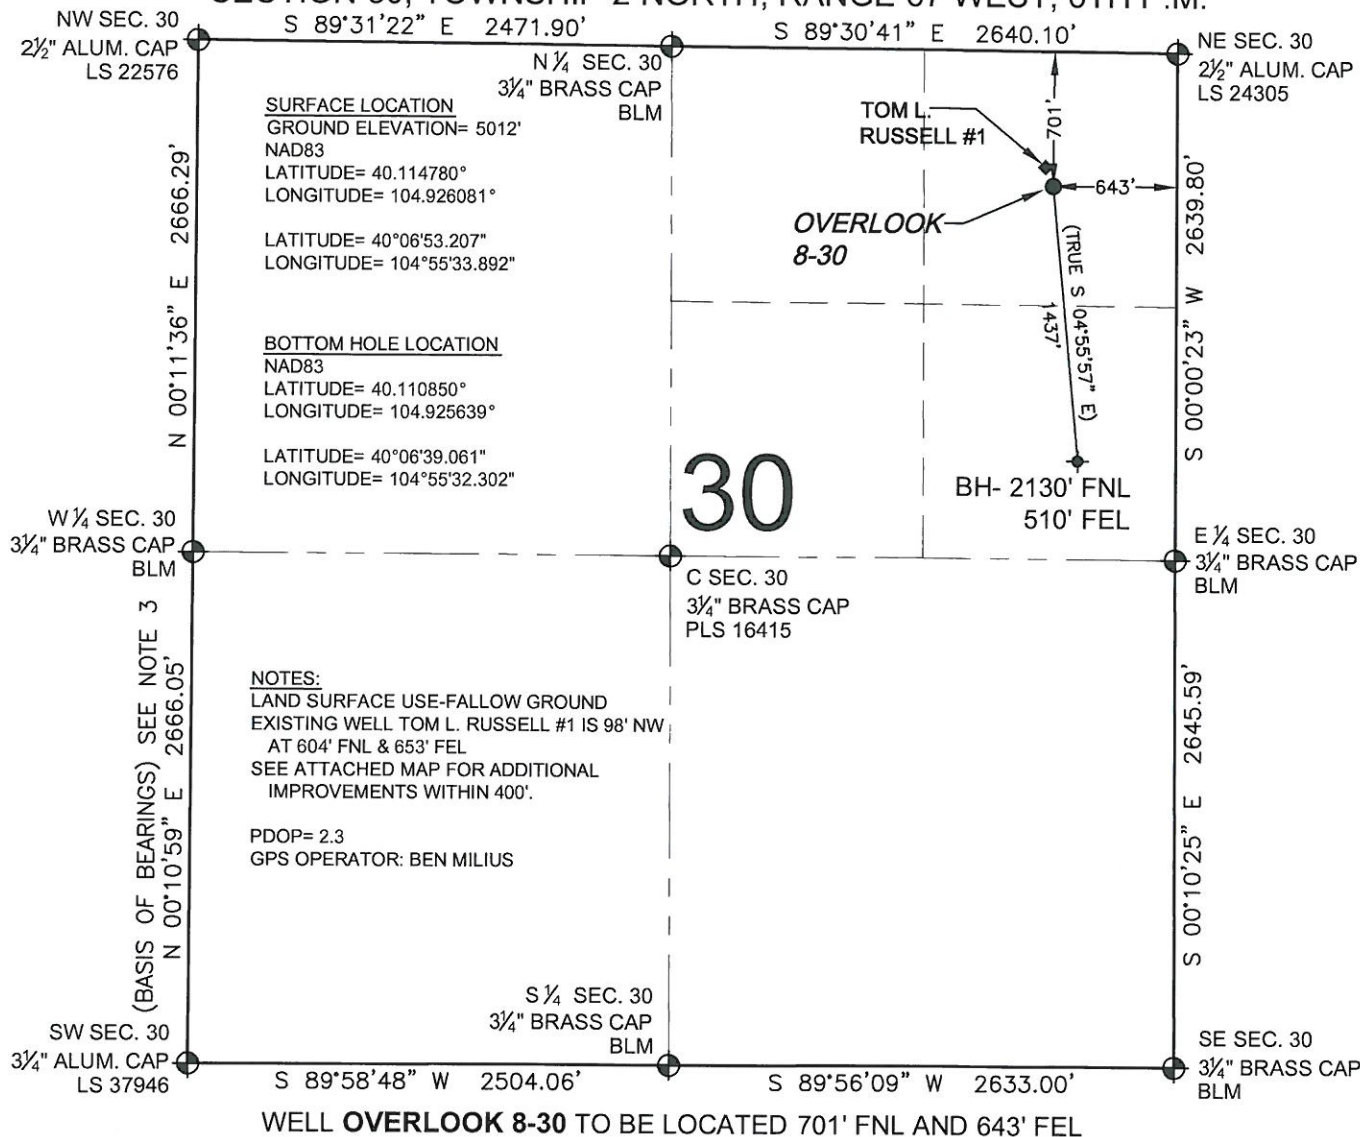 SECTION 30, TOWNSHIP 2 NORTH, RANGE 67 WEST, 6TH P.M.
S 89°31'22" E 2471.90'
S 89°30'41" E 2640.10'
NW SEC. 30
2½" ALUM. CAP
LS 22576
N ¼ SEC. 30
3¼" BRASS CAP
BLM
NE SEC. 30
2½" ALUM. CAP
LS 24305
SURFACE LOCATION
GROUND ELEVATION= 5012'
NAD83
LATITUDE= 40.114780°
LONGITUDE= 104.926081°
LATITUDE= 40°06'53.207"
LONGITUDE= 104°55'33.892"
BOTTOM HOLE LOCATION
NAD83
LATITUDE= 40.110850°
LONGITUDE= 104.925639°
LATITUDE= 40°06'39.061"
LONGITUDE= 104°55'32.302"
N 00°11'36" E 2666.29'
TOM L.
RUSSELL #1
701'
643'
OVERLOOK
8-30
(TRUE S 04°55'57" E)
1437'
S 00°00'23" W 2639.80'
30
BH- 2130' FNL
510' FEL
W ¼ SEC. 30
3¼" BRASS CAP
BLM
C SEC. 30
3¼" BRASS CAP
PLS 16415
E ¼ SEC. 30
3¼" BRASS CAP
BLM
(BASIS OF BEARINGS) SEE NOTE 3
N 00°10'59" E 2666.05'
NOTES:
LAND SURFACE USE-FALLOW GROUND
EXISTING WELL TOM L. RUSSELL #1 IS 98' NW
AT 604' FNL & 653' FEL
SEE ATTACHED MAP FOR ADDITIONAL
IMPROVEMENTS WITHIN 400'.
PDOP= 2.3
GPS OPERATOR: BEN MILIUS
S 00°10'25" E 2645.59'
SW SEC. 30
3¼" ALUM. CAP
LS 37946
S ¼ SEC. 30
3¼" BRASS CAP
BLM
SE SEC. 30
3¼" BRASS CAP
BLM
S 89°58'48" W 2504.06'
S 89°56'09" W 2633.00'
WELL OVERLOOK 8-30 TO BE LOCATED 701' FNL AND 643' FEL